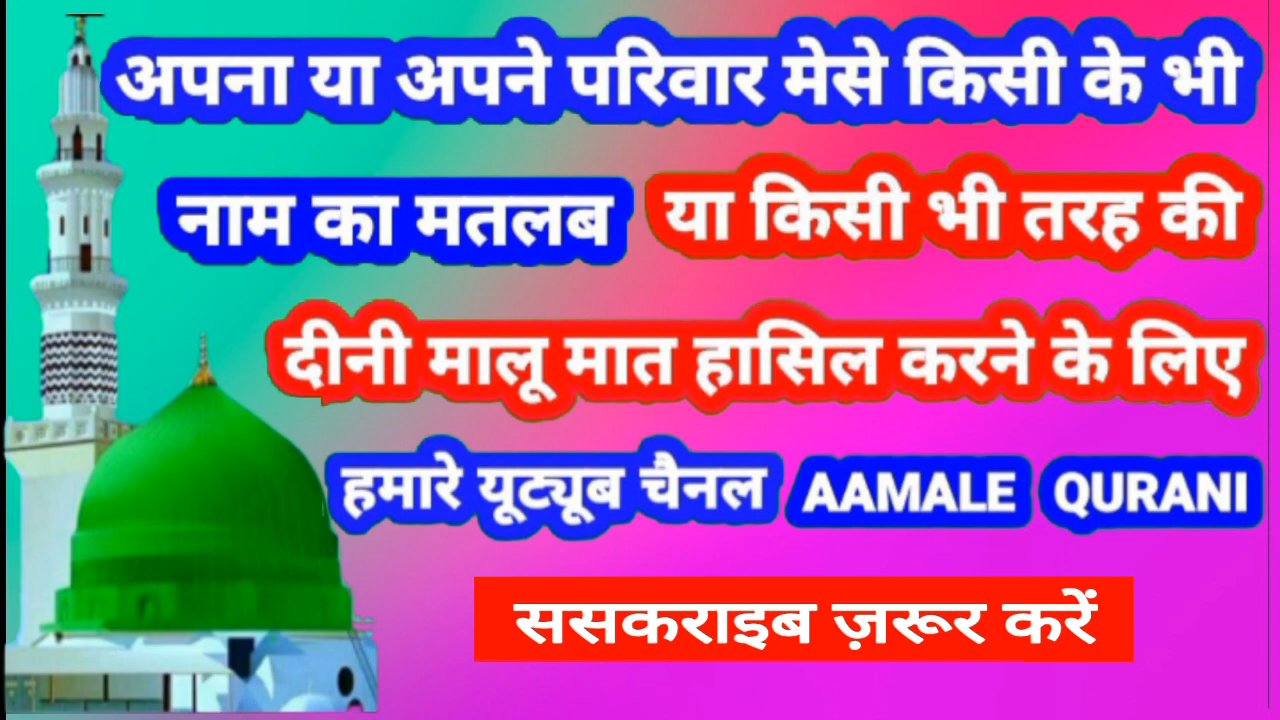 अपना या अपने परिवार मेसे किसी के भी
नाम का मतलब या किसी भी तरह की
दीनी मालू मात हासिल करने के लिए
हमारे यूट्यूब चैनल AAMALE QURANI
ससकराइब ज़रूर करें